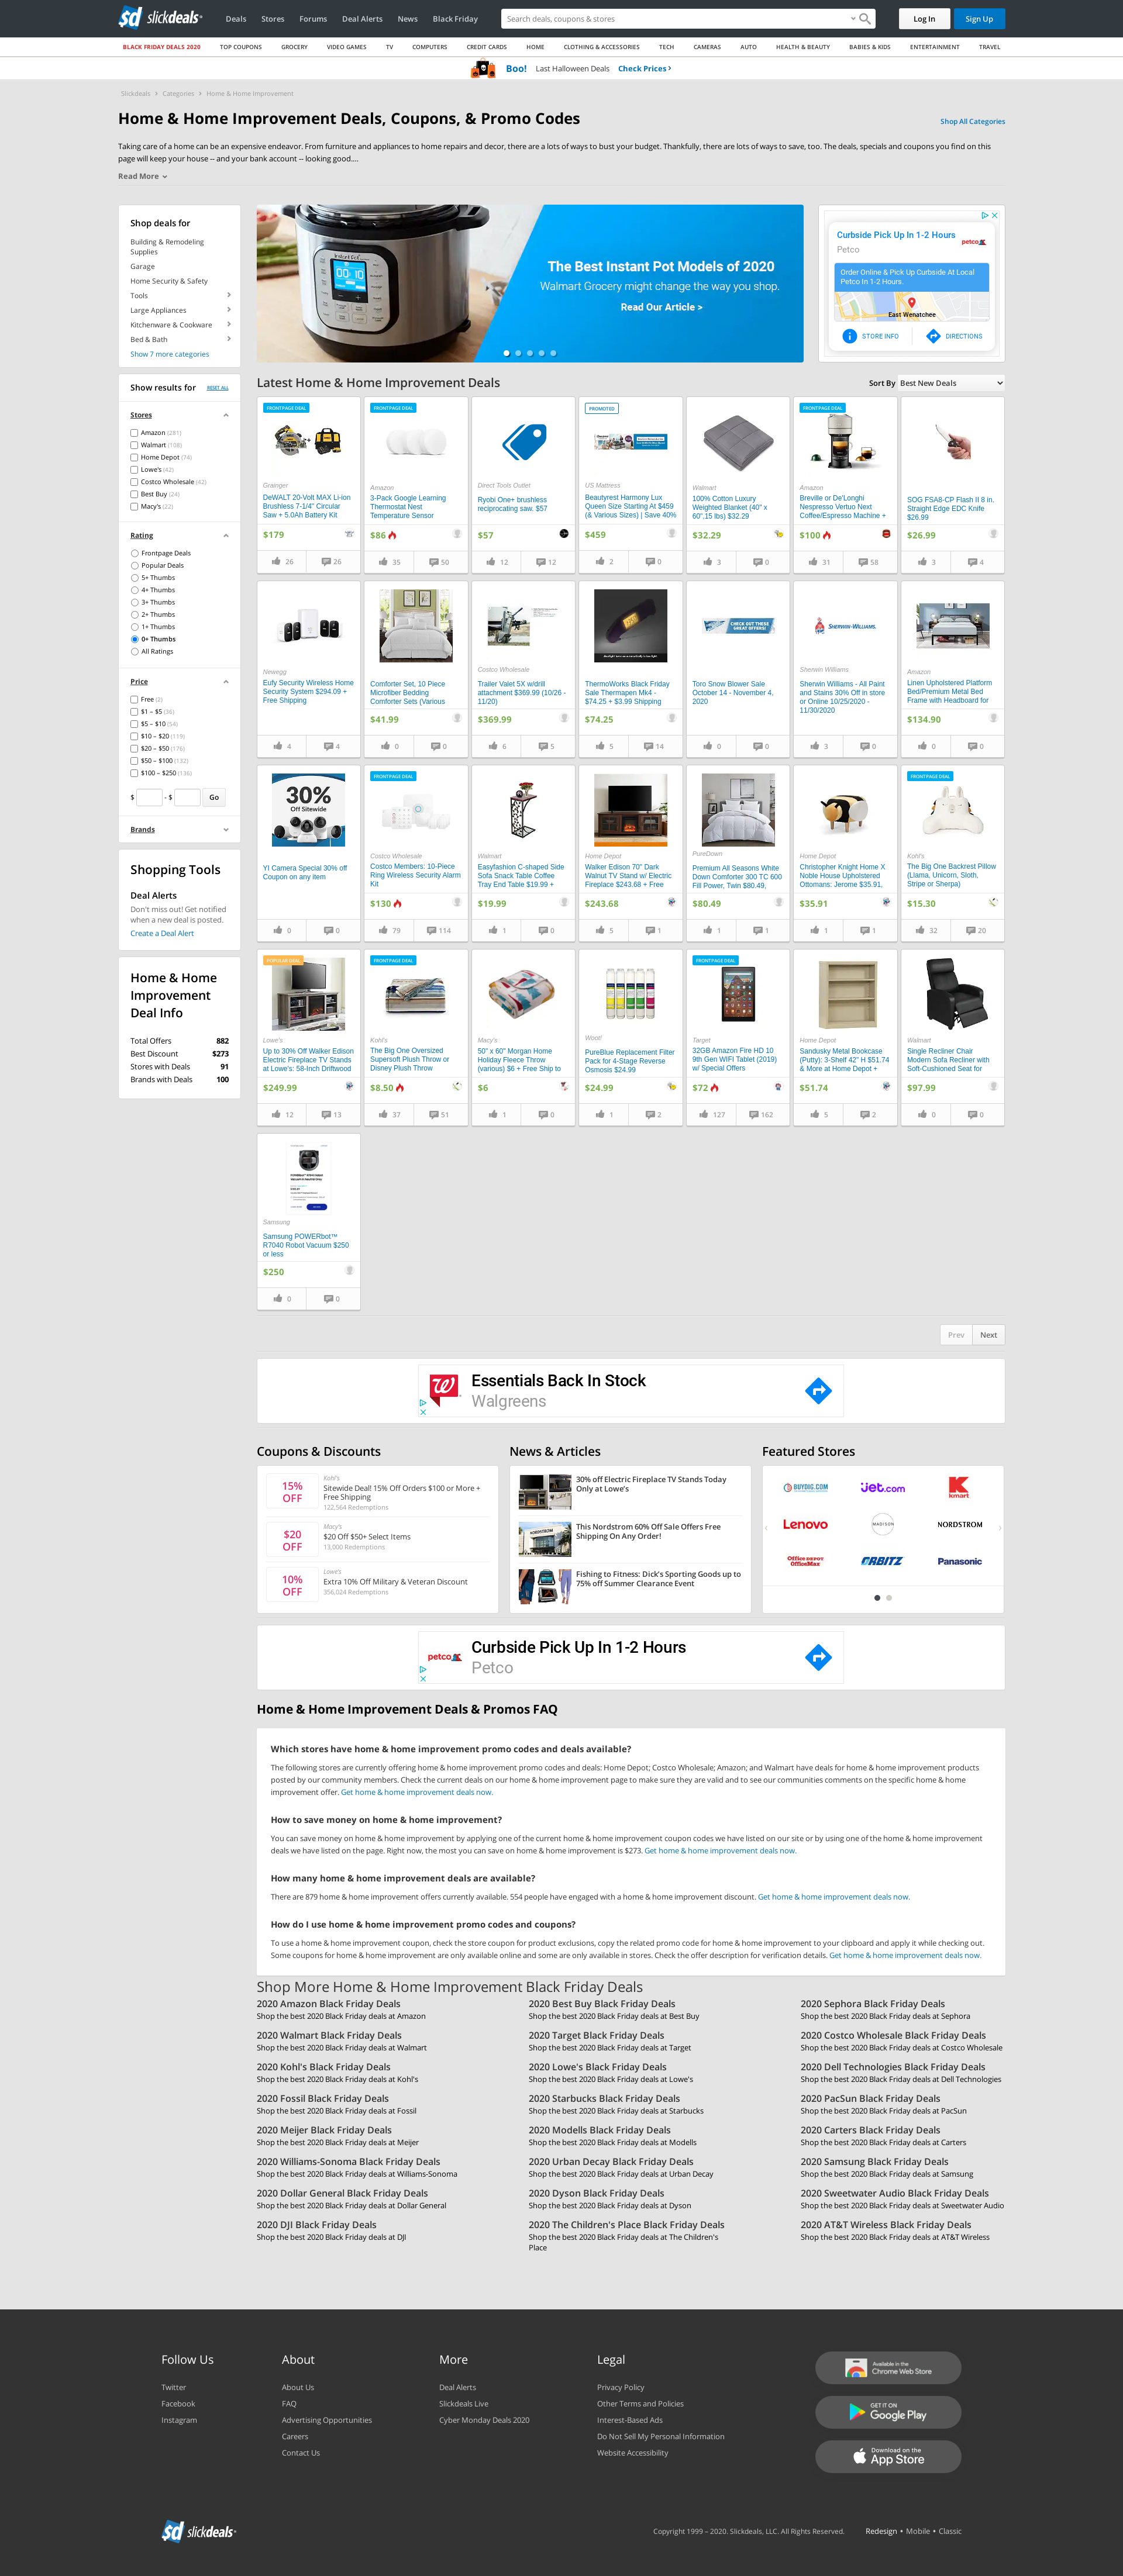 slickdeals
Deals
Stores
Forums
Deal Alerts
News
Black Friday
Search deals, coupons & stores
Log In
Sign Up
BLACK FRIDAY DEALS 2020
TOP COUPONS
GROCERY
VIDEO GAMES
TV
COMPUTERS
CREDIT CARDS
HOME
CLOTHING & ACCESSORIES
TECH
CAMERAS
AUTO
HEALTH & BEAUTY
BABIES & KIDS
ENTERTAINMENT
TRAVEL
Boo! Last Halloween Deals Check Prices
Slickdeals > Categories > Home & Home Improvement
Home & Home Improvement Deals, Coupons, & Promo Codes
Shop All Categories
Taking care of a home can be an expensive endeavor. From furniture and appliances to home repairs and decor, there are a lots of ways to bust your budget. Thankfully, there are lots of ways to save, too. The deals, specials and coupons you find on this
page will keep your house -- and your bank account -- looking good....
Read More
Shop deals for
Building & Remodeling
Supplies
Garage
Home Security & Safety
Tools
Large Appliances
Kitchenware & Cookware
Bed & Bath
Show 7 more categories
The Best Instant Pot Models of 2020
Walmart Grocery might change the way you shop.
Read Our Article >
Curbside Pick Up In 1-2 Hours
Petco
petco
Order Online & Pick Up Curbside At Local
Petco In 1-2 Hours.
East Wenatchee
STORE INFO
DIRECTIONS
Show results for
RESET ALL
Stores
Amazon (281)
Walmart (108)
Home Depot (74)
Lowe's (42)
Costco Wholesale (42)
Best Buy (24)
Macy's (22)
Rating
Frontpage Deals
Popular Deals
5+ Thumbs
4+ Thumbs
3+ Thumbs
2+ Thumbs
1+ Thumbs
0+ Thumbs
All Ratings
Price
Free (2)
$1 – $5 (36)
$5 – $10 (54)
$10 – $20 (119)
$20 – $50 (176)
$50 – $100 (132)
$100 – $250 (136)
$ - $ Go
Brands
Shopping Tools
Deal Alerts
Don't miss out! Get notified
when a new deal is posted.
Create a Deal Alert
Home & Home
Improvement
Deal Info
Total Offers 882
Best Discount $273
Stores with Deals 91
Brands with Deals 100
Latest Home & Home Improvement Deals
Sort By Best New Deals
FRONTPAGE DEAL
Grainger
DeWALT 20-Volt MAX Li-ion
Brushless 7-1/4" Circular
Saw + 5.0Ah Battery Kit
$179
26 26
FRONTPAGE DEAL
Amazon
3-Pack Google Learning
Thermostat Nest
Temperature Sensor
$86
35 50
Direct Tools Outlet
Ryobi One+ brushless
reciprocating saw. $57
$57
12 12
PROMOTED
US Mattress
Beautyrest Harmony Lux
Queen Size Starting At $459
(& Various Sizes) | Save 40%
$459
2 0
Walmart
100% Cotton Luxury
Weighted Blanket (40" x
60",15 lbs) $32.29
$32.29
3 0
FRONTPAGE DEAL
Amazon
Breville or De'Longhi
Nespresso Vertuo Next
Coffee/Espresso Machine +
$100
31 58
SOG FSA8-CP Flash II 8 in.
Straight Edge EDC Knife
$26.99
$26.99
3 4
Newegg
Eufy Security Wireless Home
Security System $294.09 +
Free Shipping
4 4
Comforter Set, 10 Piece
Microfiber Bedding
Comforter Sets (Various
$41.99
0 0
Costco Wholesale
Trailer Valet 5X w/drill
attachment $369.99 (10/26 -
11/20)
$369.99
6 5
ThermoWorks Black Friday
Sale Thermapen Mk4 -
$74.25 + $3.99 Shipping
$74.25
5 14
CHECK OUT THESE
GREAT OFFERS!
Toro Snow Blower Sale
October 14 - November 4,
2020
0 0
SHERWIN-WILLIAMS.
Sherwin Williams
Sherwin Williams - All Paint
and Stains 30% Off in store
or Online 10/25/2020 -
11/30/2020
3 0
Amazon
Linen Upholstered Platform
Bed/Premium Metal Bed
Frame with Headboard for
$134.90
0 0
30%
Off Sitewide
YI Camera Special 30% off
Coupon on any item
0 0
FRONTPAGE DEAL
Costco Wholesale
Costco Members: 10-Piece
Ring Wireless Security Alarm
Kit
$130
79 114
Walmart
Easyfashion C-shaped Side
Sofa Snack Table Coffee
Tray End Table $19.99 +
$19.99
1 0
Home Depot
Walker Edison 70" Dark
Walnut TV Stand w/ Electric
Fireplace $243.68 + Free
$243.68
5 1
PureDown
Premium All Seasons White
Down Comforter 300 TC 600
Fill Power, Twin $80.49,
$80.49
1 1
Home Depot
Christopher Knight Home X
Noble House Upholstered
Ottomans: Jerome $35.91,
$35.91
1 1
FRONTPAGE DEAL
Kohl's
The Big One Backrest Pillow
(Llama, Unicorn, Sloth,
Stripe or Sherpa)
$15.30
32 20
POPULAR DEAL
Lowe's
Up to 30% Off Walker Edison
Electric Fireplace TV Stands
at Lowe's: 58-Inch Driftwood
$249.99
12 13
FRONTPAGE DEAL
Kohl's
The Big One Oversized
Supersoft Plush Throw or
Disney Plush Throw
$8.50
37 51
Macy's
50" x 60" Morgan Home
Holiday Fleece Throw
(various) $6 + Free Ship to
$6
1 0
Woot!
PureBlue Replacement Filter
Pack for 4-Stage Reverse
Osmosis $24.99
$24.99
1 2
FRONTPAGE DEAL
Target
32GB Amazon Fire HD 10
9th Gen WIFI Tablet (2019)
w/ Special Offers
$72
127 162
Home Depot
Sandusky Metal Bookcase
(Putty): 3-Shelf 42" H $51.74
& More at Home Depot +
$51.74
5 2
Walmart
Single Recliner Chair
Modern Sofa Recliner with
Soft-Cushioned Seat for
$97.99
0 0
Samsung
Samsung POWERbot™
R7040 Robot Vacuum $250
or less
$250
0 0
Prev Next
Essentials Back In Stock
Walgreens
Coupons & Discounts
15%
OFF
Kohl's
Sitewide Deal! 15% Off Orders $100 or More +
Free Shipping
122,564 Redemptions
$20
OFF
Macy's
$20 Off $50+ Select Items
13,000 Redemptions
10%
OFF
Lowe's
Extra 10% Off Military & Veteran Discount
356,024 Redemptions
News & Articles
30% off Electric Fireplace TV Stands Today
Only at Lowe's
NORDSTROM
This Nordstrom 60% Off Sale Offers Free
Shipping On Any Order!
Fishing to Fitness: Dick's Sporting Goods up to
75% off Summer Clearance Event
Featured Stores
BUYDIG.COM
jet.com
kmart
Lenovo
MADISON
NORDSTROM
Office DEPOT
OfficeMax
ORBITZ
Panasonic
petco
Curbside Pick Up In 1-2 Hours
Petco
Home & Home Improvement Deals & Promos FAQ
Which stores have home & home improvement promo codes and deals available?
The following stores are currently offering home & home improvement promo codes and deals: Home Depot; Costco Wholesale; Amazon; and Walmart have deals for home & home improvement products
posted by our community members. Check the current deals on our home & home improvement page to make sure they are valid and to see our communities comments on the specific home & home
improvement offer. Get home & home improvement deals now.
How to save money on home & home improvement?
You can save money on home & home improvement by applying one of the current home & home improvement coupon codes we have listed on our site or by using one of the home & home improvement
deals we have listed on the page. Right now, the most you can save on home & home improvement is $273. Get home & home improvement deals now.
How many home & home improvement deals are available?
There are 879 home & home improvement offers currently available. 554 people have engaged with a home & home improvement discount. Get home & home improvement deals now.
How do I use home & home improvement promo codes and coupons?
To use a home & home improvement coupon, check the store coupon for product exclusions, copy the related promo code for home & home improvement to your clipboard and apply it while checking out.
Some coupons for home & home improvement are only available online and some are only available in stores. Check the offer description for verification details. Get home & home improvement deals now.
Shop More Home & Home Improvement Black Friday Deals
2020 Amazon Black Friday Deals
Shop the best 2020 Black Friday deals at Amazon
2020 Best Buy Black Friday Deals
Shop the best 2020 Black Friday deals at Best Buy
2020 Sephora Black Friday Deals
Shop the best 2020 Black Friday deals at Sephora
2020 Walmart Black Friday Deals
Shop the best 2020 Black Friday deals at Walmart
2020 Target Black Friday Deals
Shop the best 2020 Black Friday deals at Target
2020 Costco Wholesale Black Friday Deals
Shop the best 2020 Black Friday deals at Costco Wholesale
2020 Kohl's Black Friday Deals
Shop the best 2020 Black Friday deals at Kohl's
2020 Lowe's Black Friday Deals
Shop the best 2020 Black Friday deals at Lowe's
2020 Dell Technologies Black Friday Deals
Shop the best 2020 Black Friday deals at Dell Technologies
2020 Fossil Black Friday Deals
Shop the best 2020 Black Friday deals at Fossil
2020 Starbucks Black Friday Deals
Shop the best 2020 Black Friday deals at Starbucks
2020 PacSun Black Friday Deals
Shop the best 2020 Black Friday deals at PacSun
2020 Meijer Black Friday Deals
Shop the best 2020 Black Friday deals at Meijer
2020 Modells Black Friday Deals
Shop the best 2020 Black Friday deals at Modells
2020 Carters Black Friday Deals
Shop the best 2020 Black Friday deals at Carters
2020 Williams-Sonoma Black Friday Deals
Shop the best 2020 Black Friday deals at Williams-Sonoma
2020 Urban Decay Black Friday Deals
Shop the best 2020 Black Friday deals at Urban Decay
2020 Samsung Black Friday Deals
Shop the best 2020 Black Friday deals at Samsung
2020 Dollar General Black Friday Deals
Shop the best 2020 Black Friday deals at Dollar General
2020 Dyson Black Friday Deals
Shop the best 2020 Black Friday deals at Dyson
2020 Sweetwater Audio Black Friday Deals
Shop the best 2020 Black Friday deals at Sweetwater Audio
2020 DJI Black Friday Deals
Shop the best 2020 Black Friday deals at DJI
2020 The Children's Place Black Friday Deals
Shop the best 2020 Black Friday deals at The Children's
Place
2020 AT&T Wireless Black Friday Deals
Shop the best 2020 Black Friday deals at AT&T Wireless
Follow Us
Twitter
Facebook
Instagram
About
About Us
FAQ
Advertising Opportunities
Careers
Contact Us
More
Deal Alerts
Slickdeals Live
Cyber Monday Deals 2020
Legal
Privacy Policy
Other Terms and Policies
Interest-Based Ads
Do Not Sell My Personal Information
Website Accessibility
Available in the
Chrome Web Store
GET IT ON
Google Play
Download on the
App Store
slickdeals
Copyright 1999 – 2020. Slickdeals, LLC. All Rights Reserved.
Redesign • Mobile • Classic